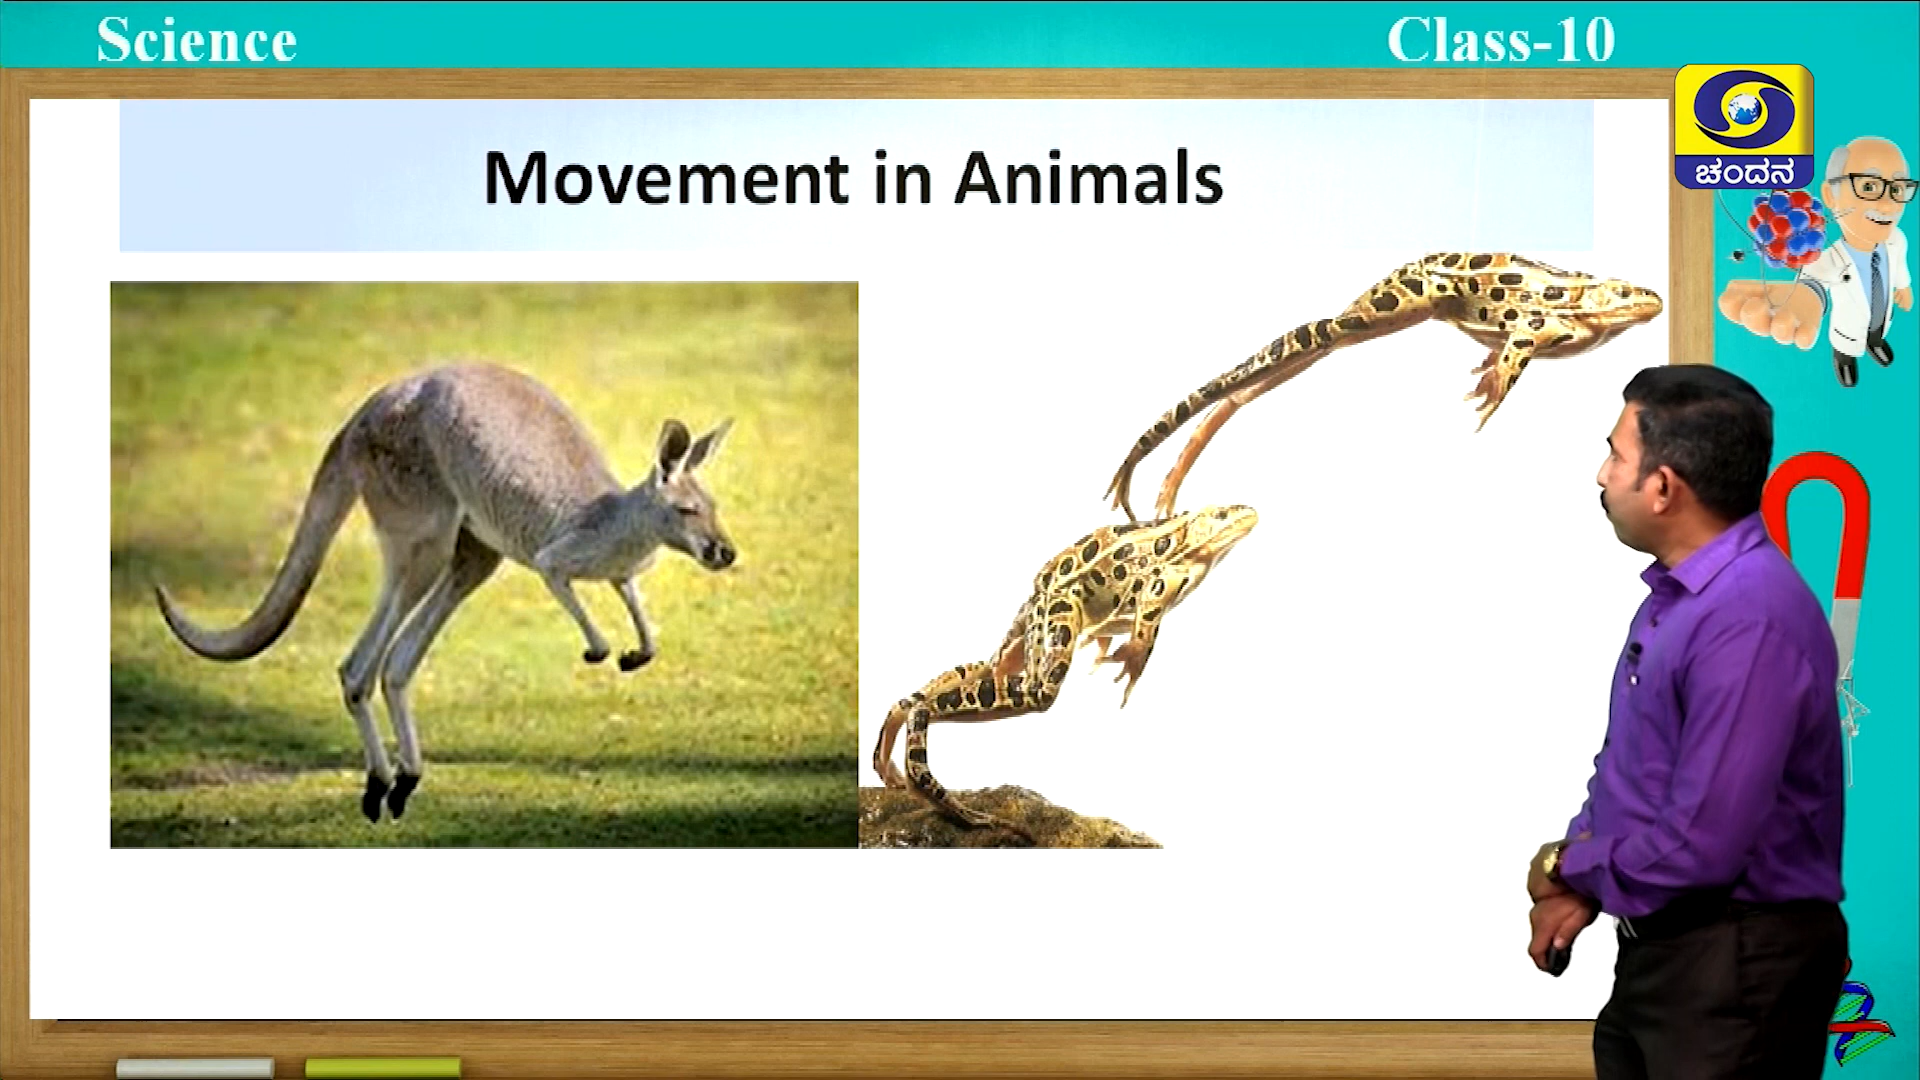 Science
Class-10
Movement in Animals
ಚಂದನ